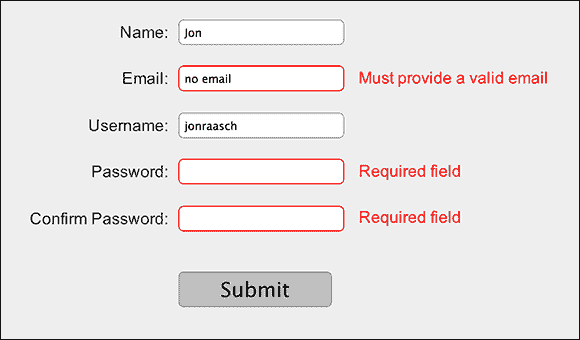 Name: Jon
Email: no email Must provide a valid email
Username: jonraasch
Password: Required field
Confirm Password: Required field
Submit